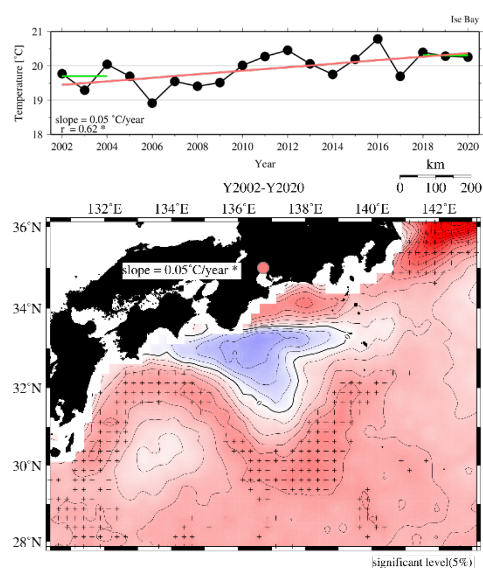 Ise Bay
21
20
19
18
Temperature [°C]
slope = 0.05 °C/year
r = 0.62 *
2002 2004 2006 2008 2010 2012 2014 2016 2018 2020
Year
km
0 100 200
Y2002-Y2020
132°E 134°E 136°E 138°E 140°E 142°E
36°N
slope = 0.05°C/year *
34°N
32°N
30°N
28°N
significant level(5%)